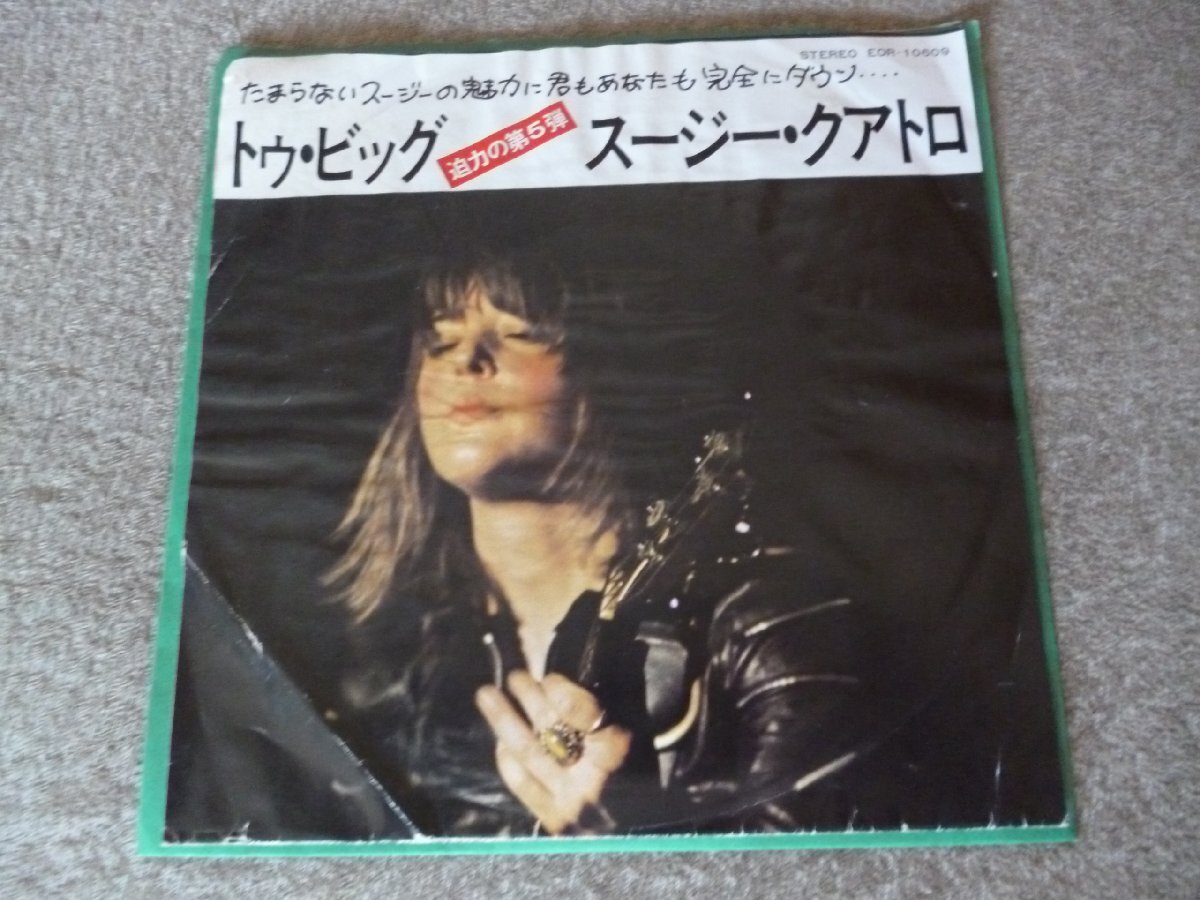 STEREO EOR-10609
たまらないスージーの魅力に君もあなたも完全にダウン‥‥
トゥ・ビッグ
迫力の第5弾
スージー・クアトロ